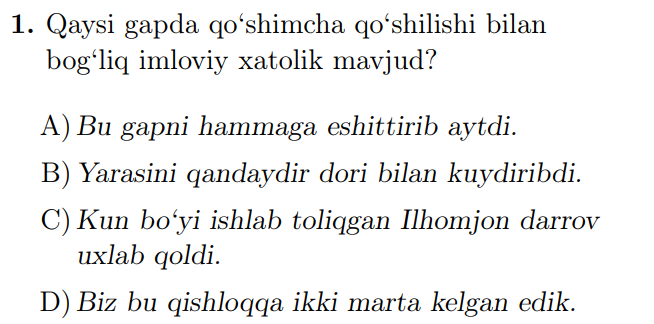 1. Qaysi gapda qo‘shimcha qo‘shilishi bilan
bog‘liq imloviy xatolik mavjud?
A) Bu gapni hammaga eshittirib aytdi.
B) Yarasini qandaydir dori bilan kuydiribdi.
C) Kun bo‘yi ishlab toliqgan Ilhomjon darrov
uxlab qoldi.
D) Biz bu qishloqqa ikki marta kelgan edik.